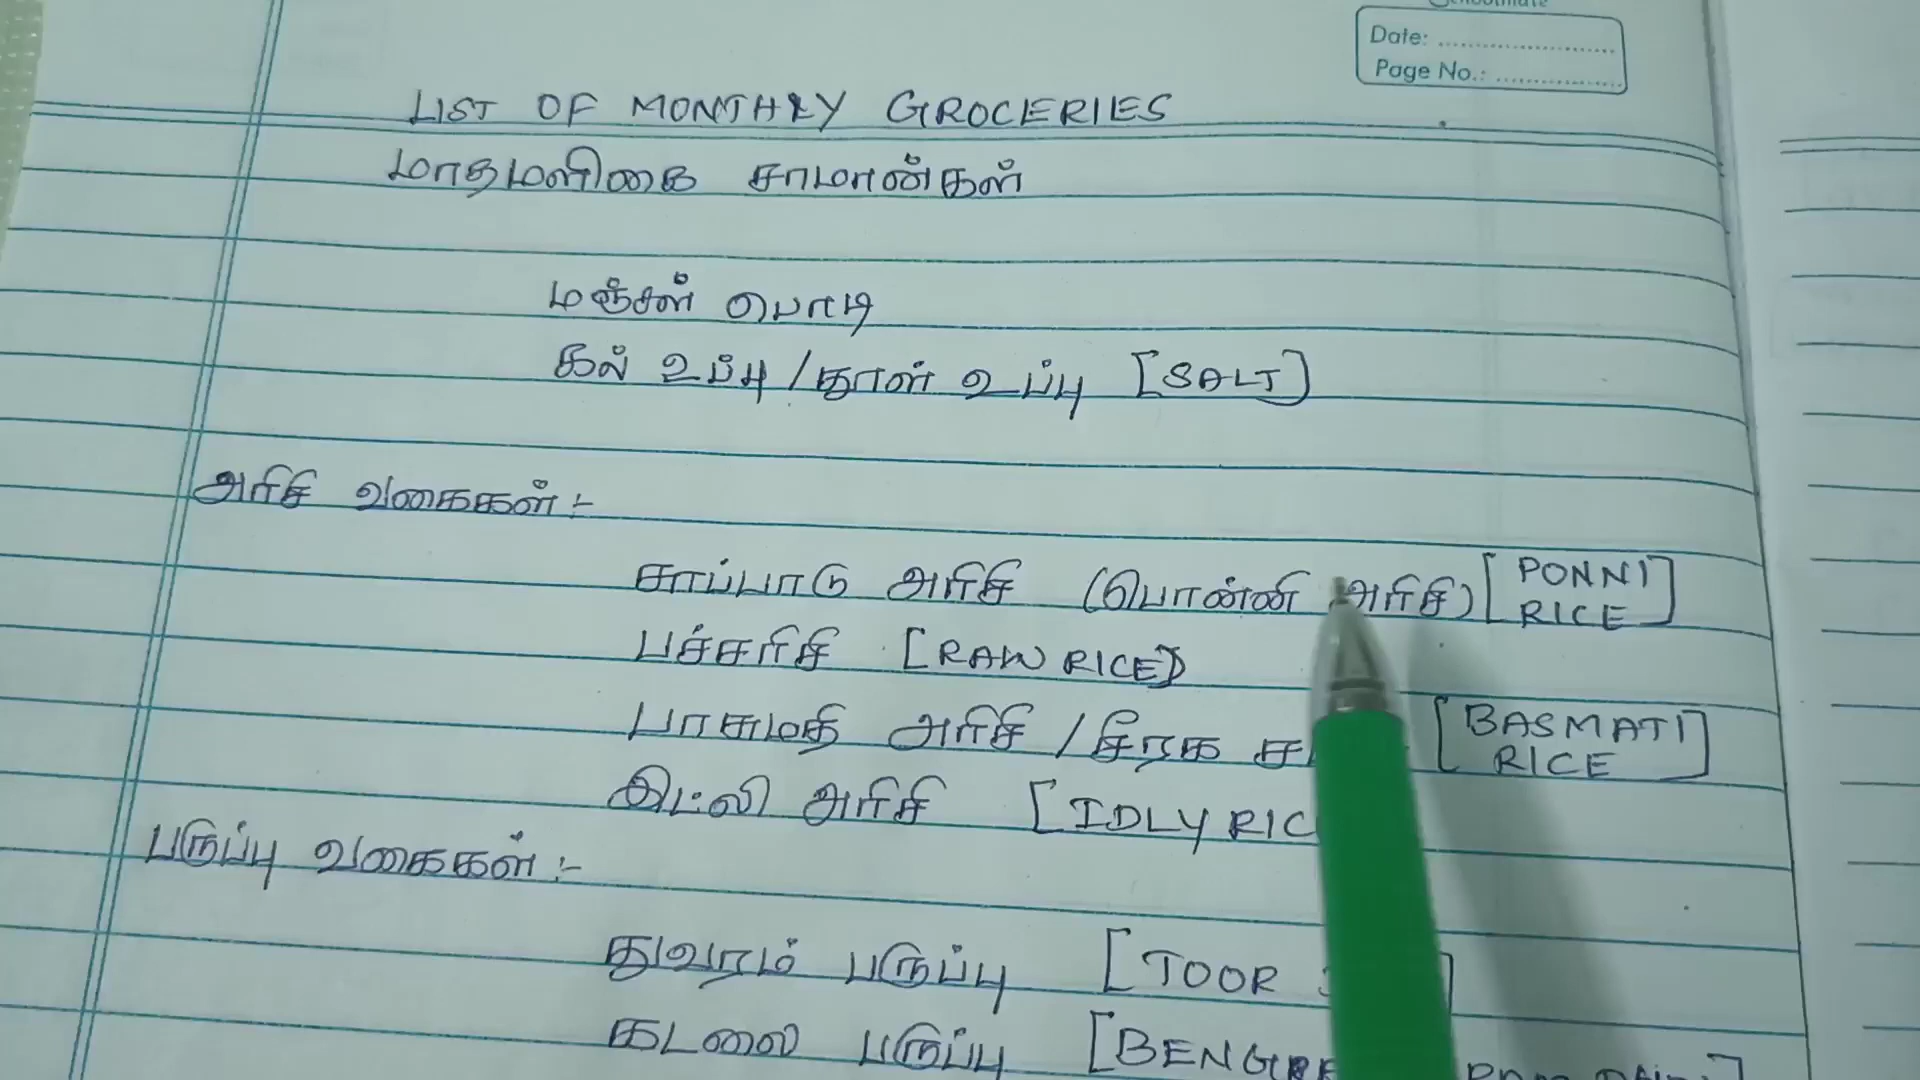 Date:
Page No.:
LIST OF MONTHLY GROCERIES
மாதமளிகை சாமான்கள்
மஞ்சள் பொடி
கல் உப்பு / தூள் உப்பு [SALT]
அரிசி வகைகள் :-
சாப்பாடு அரிசி (பொன்னி அரிசி) [PONNI RICE]
பச்சரிசி [RAW RICE]
பாசுமதி அரிசி / சீரக [BASMATI RICE]
இட்லி அரிசி [IDLY
பருப்பு வகைகள் :-
துவரம் பருப்பு [TOOR
கடலை பருப்பு